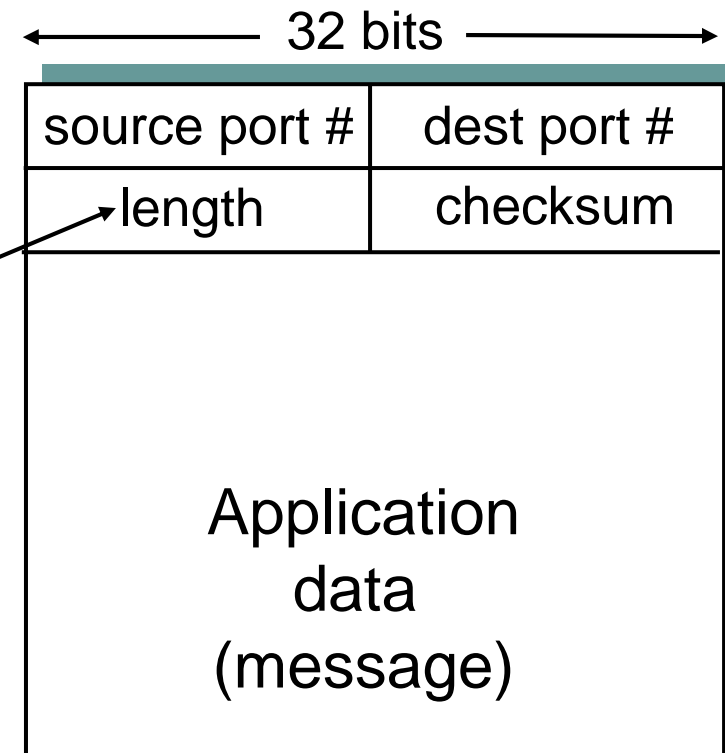 32 bits
source port # dest port #
length checksum
Application
data
(message)